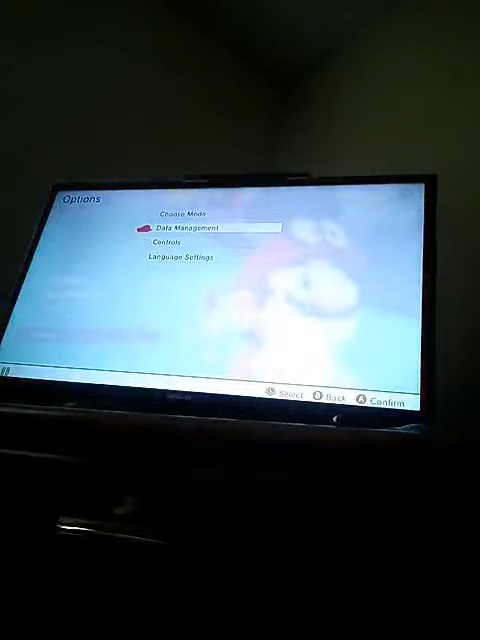 Options
Choose Mode
Data Management
Controls
Language Settings
Select B Back A Confirm